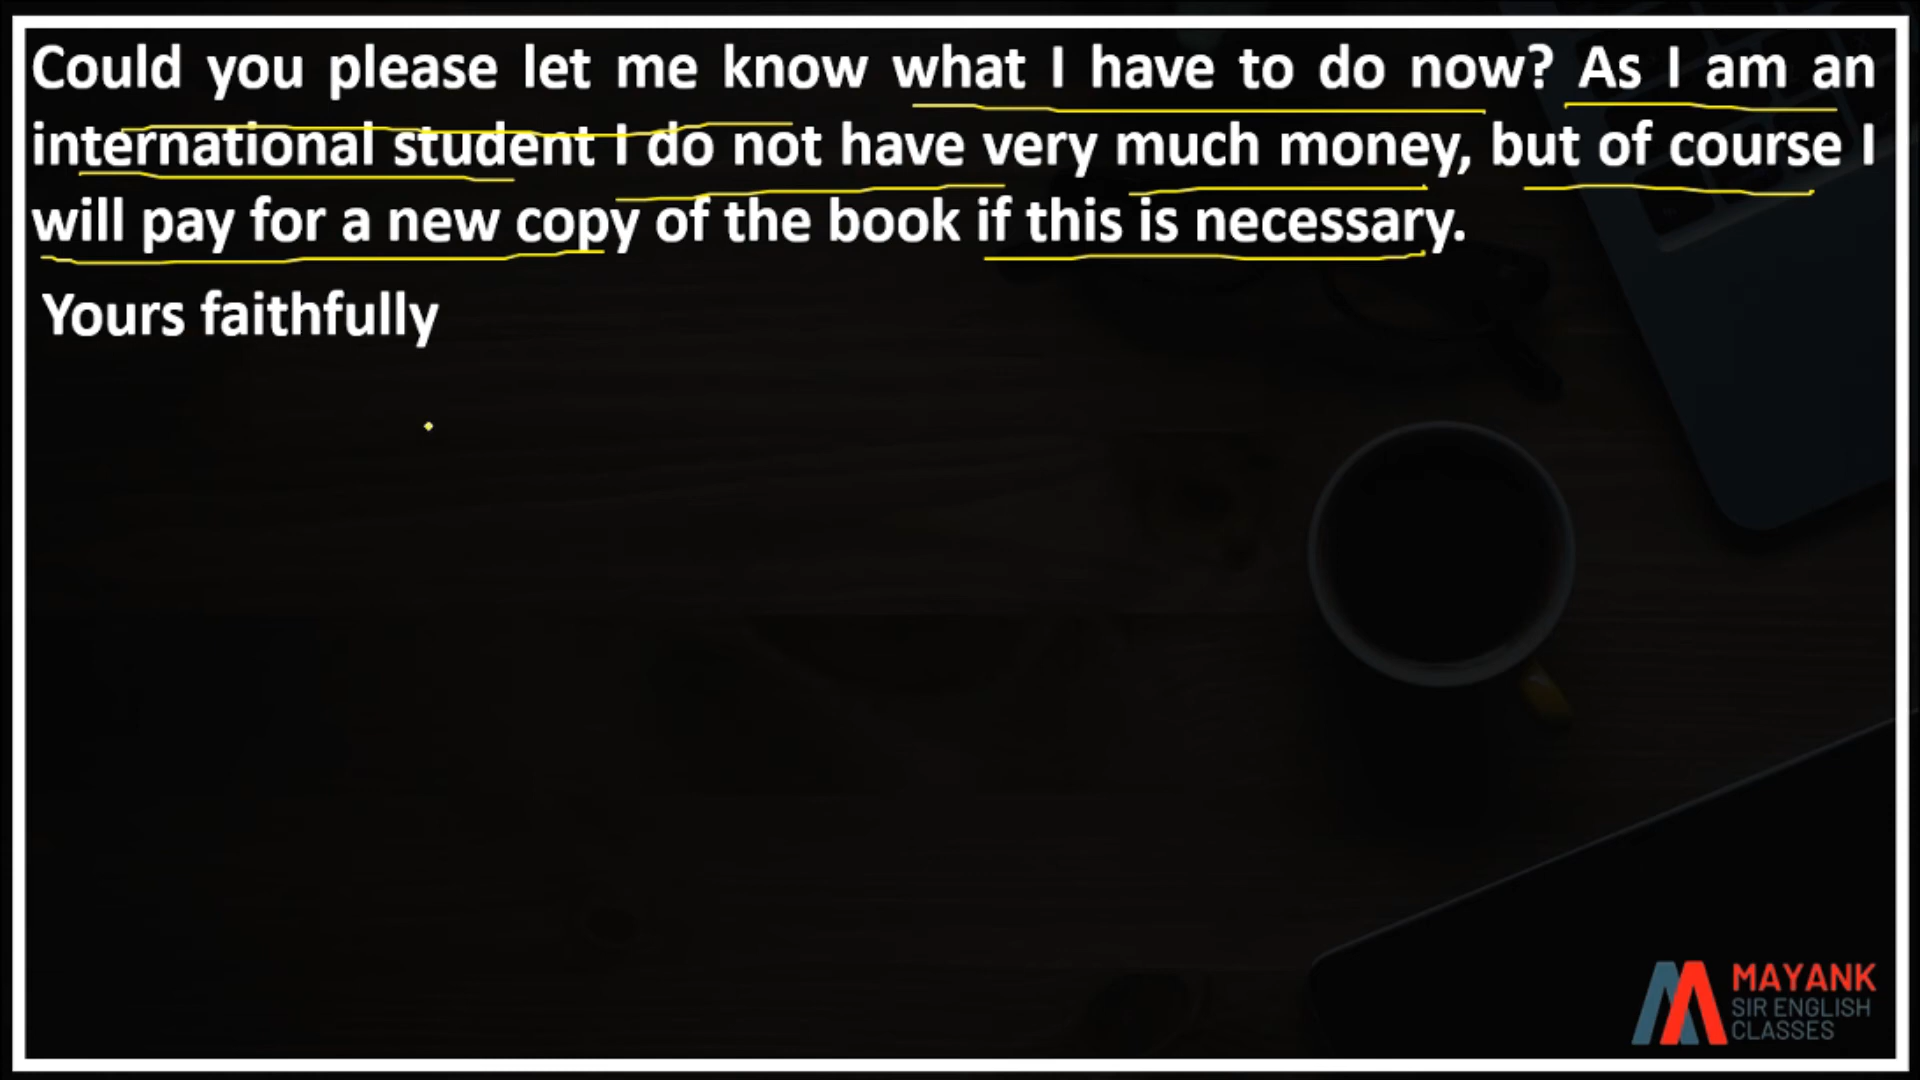 Could you please let me know what I have to do now? As I am an
international student I do not have very much money, but of course I
will pay for a new copy of the book if this is necessary.
Yours faithfully
MAYANK
SIR ENGLISH
CLASSES